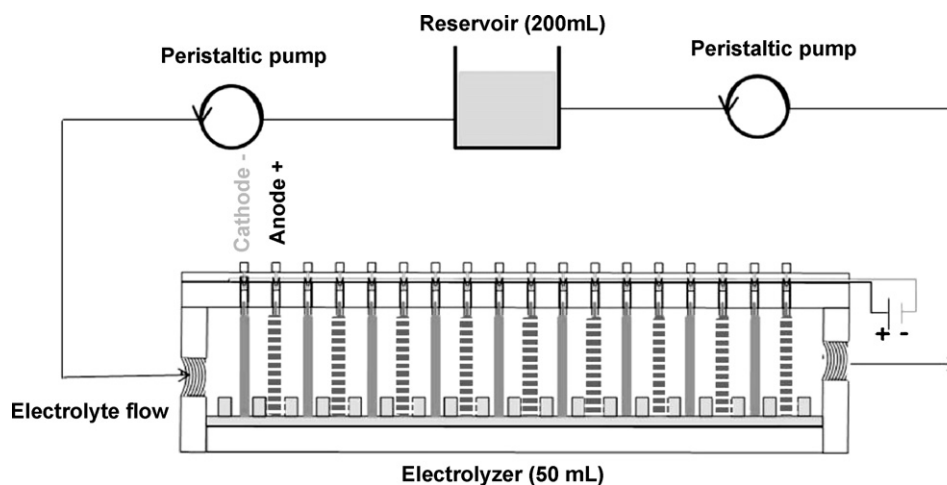 Reservoir (200mL)
Peristaltic pump
Peristaltic pump
Cathode -
Anode +
+ -
Electrolyte flow
Electrolyzer (50 mL)